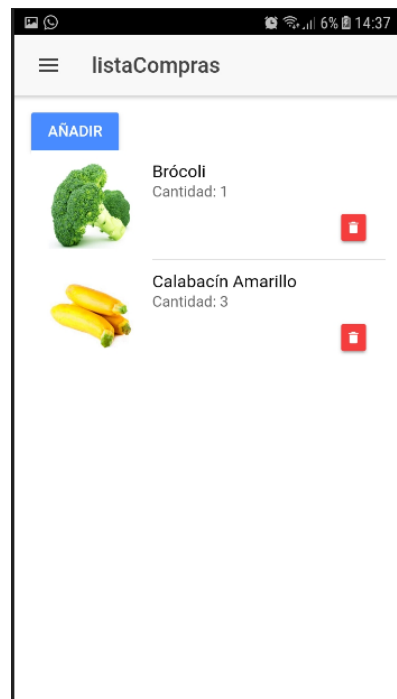 6% 14:37
listaCompras
AÑADIR
Brócoli
Cantidad: 1
Calabacín Amarillo
Cantidad: 3